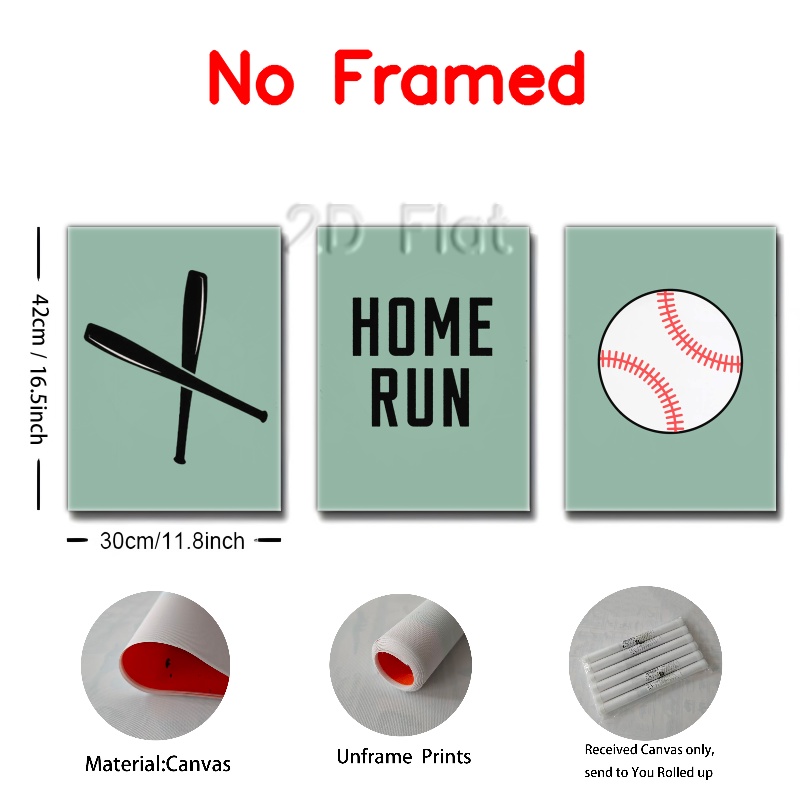 No Framed
2D Flat
42cm / 16.5inch
HOME
RUN
30cm/11.8inch
Material:Canvas
Unframe Prints
Received Canvas only,
send to You Rolled up